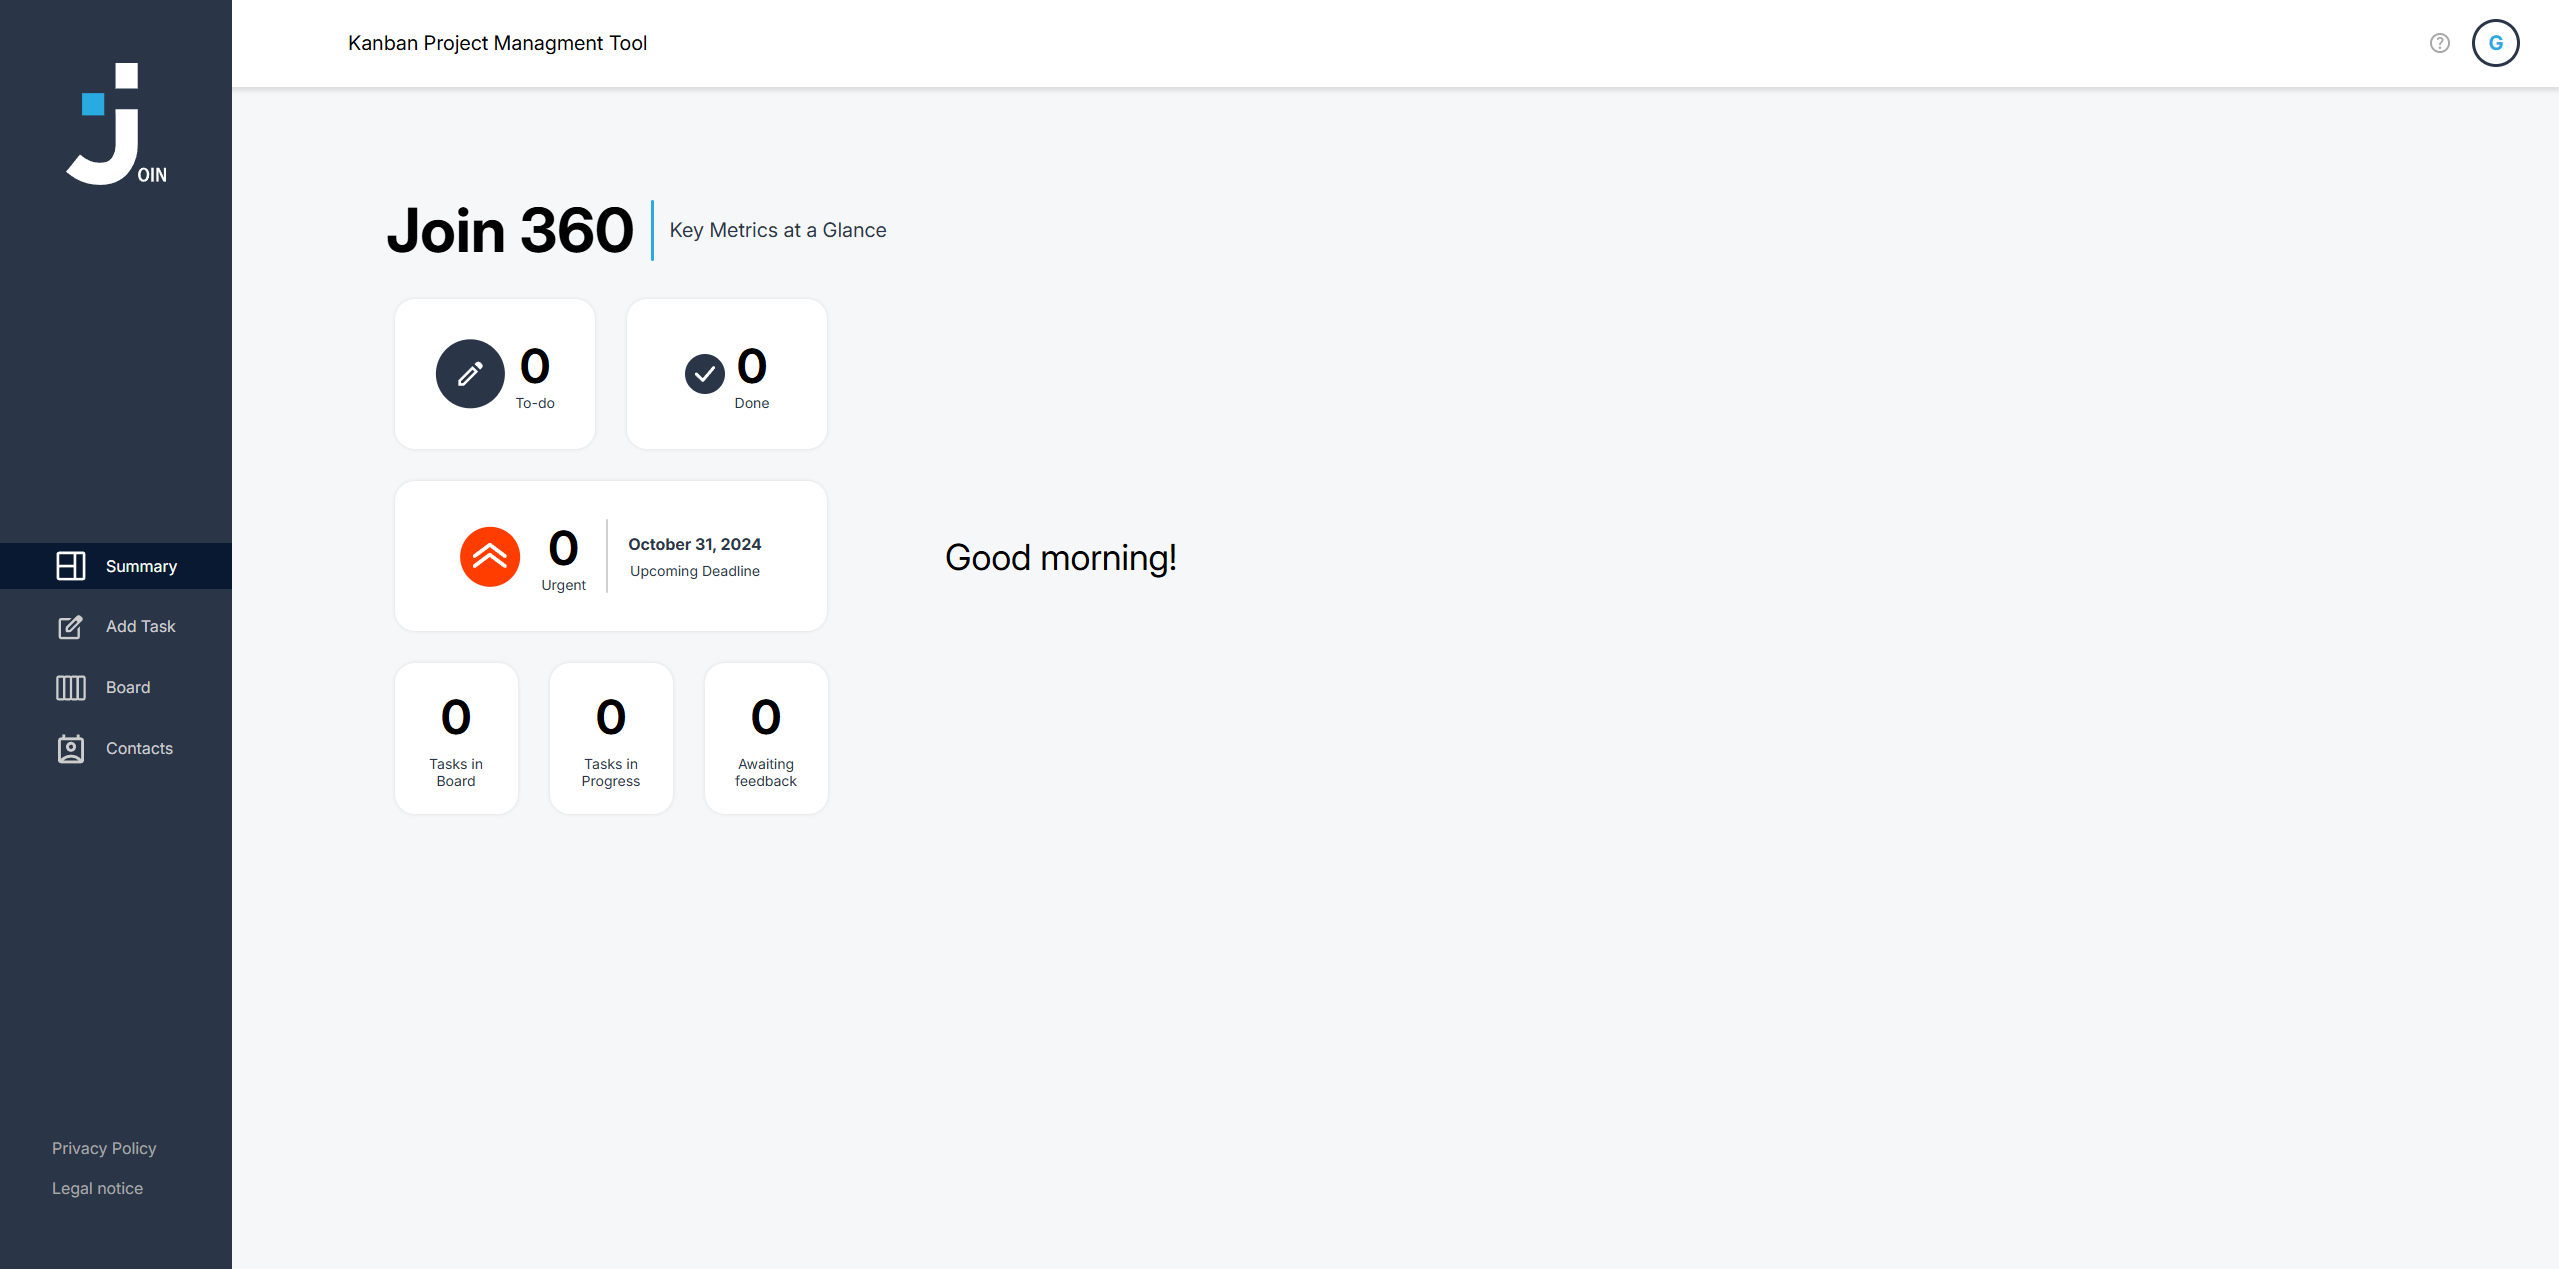 OIN
Kanban Project Managment Tool
G
Join 360
Key Metrics at a Glance
0
To-do
0
Done
0
Urgent
October 31, 2024
Upcoming Deadline
Good morning!
0
Tasks in
Board
0
Tasks in
Progress
0
Awaiting
feedback
Summary
Add Task
Board
Contacts
Privacy Policy
Legal notice